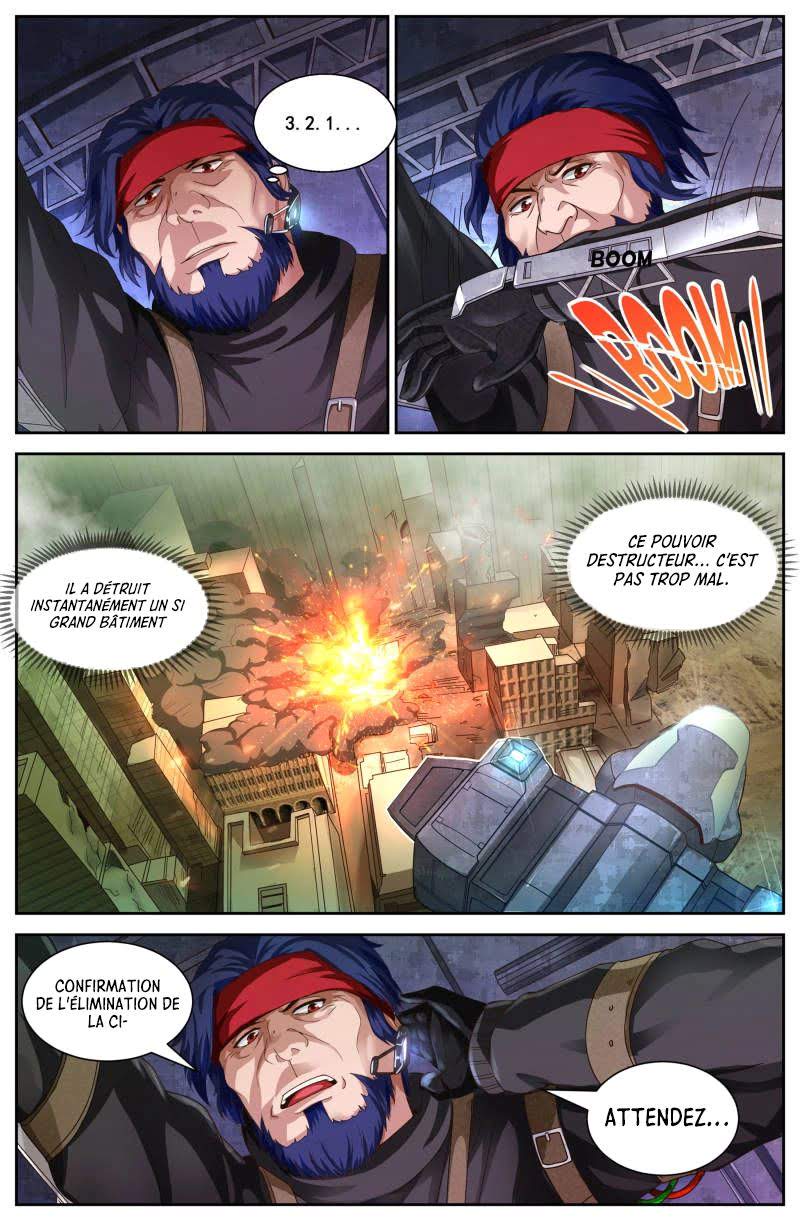 3.2.1...
BOOM
BOOM
IL A DÉTRUIT
INSTANTANÉMENT UN SI
GRAND BÂTIMENT
CE POUVOIR
DESTRUCTEUR... C'EST
PAS TROP MAL.
CONFIRMATION
DE L'ÉLIMINATION DE
LA CI-
ATTENDEZ...